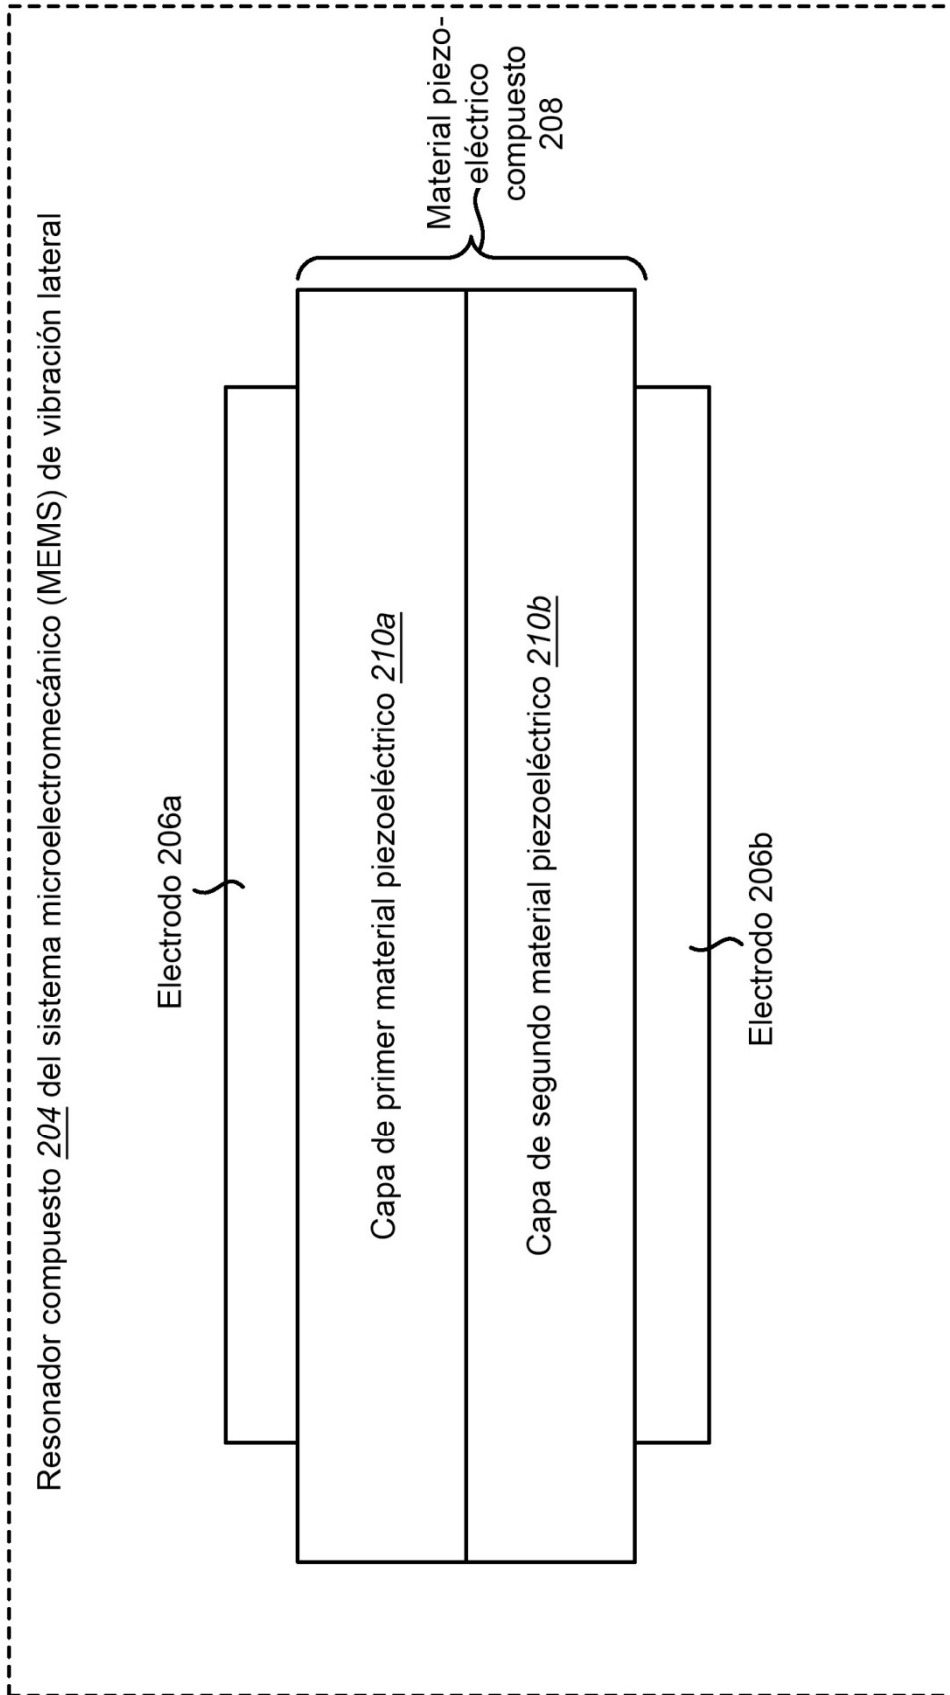 Resonador compuesto 204 del sistema microelectromecánico (MEMS) de vibración lateral
Electrodo 206a
Capa de primer material piezoeléctrico 210a
Capa de segundo material piezoeléctrico 210b
Electrodo 206b
Material piezo-
eléctrico
compuesto
208